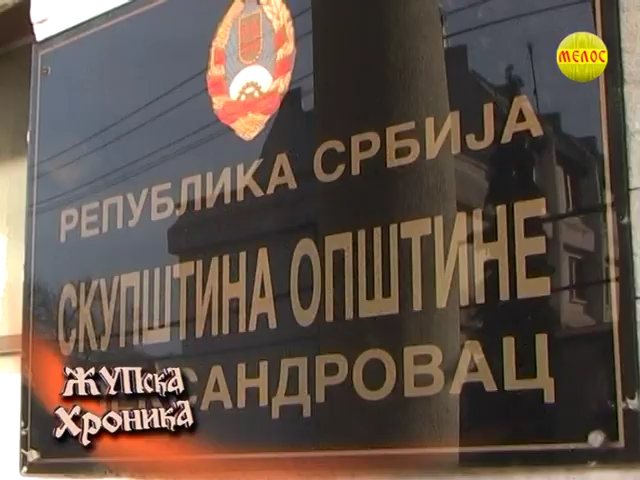 МЕЛОС
РЕПУБЛИКА СРБИЈА
СКУПШТИНА ОПШТИНЕ
САНДРОВАЦ
ЖУПска
Хроника